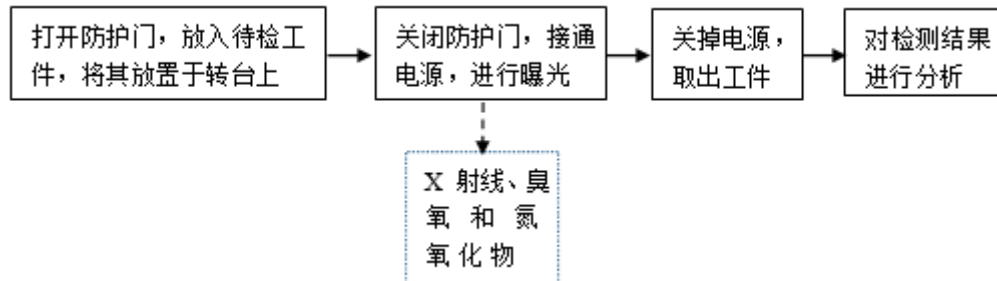 打开防护门，放入待检工
件，将其放置于转台上
关闭防护门，接通
电源，进行曝光
关掉电源，
取出工件
对检测结果
进行分析
X 射线、臭
氧和氮
氧化物